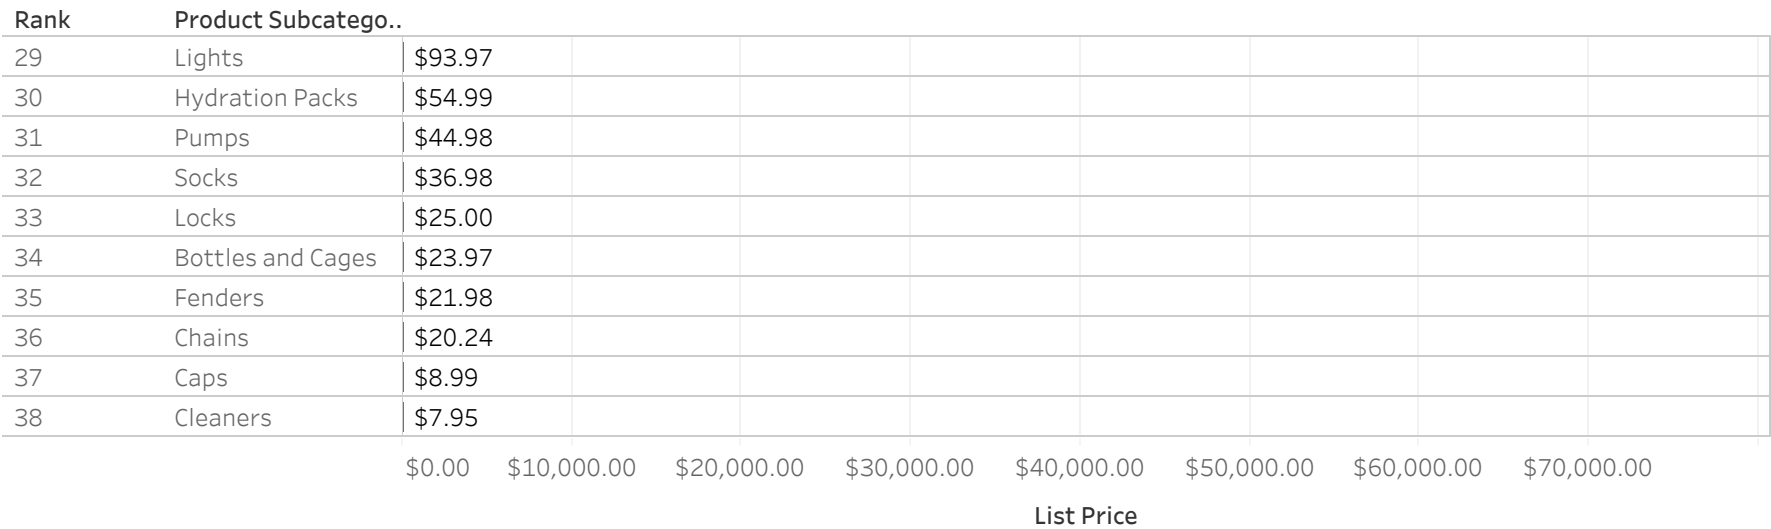 Rank Product Subcatego..
29 Lights $93.97
30 Hydration Packs $54.99
31 Pumps $44.98
32 Socks $36.98
33 Locks $25.00
34 Bottles and Cages $23.97
35 Fenders $21.98
36 Chains $20.24
37 Caps $8.99
38 Cleaners $7.95
$0.00 $10,000.00 $20,000.00 $30,000.00 $40,000.00 $50,000.00 $60,000.00 $70,000.00
List Price